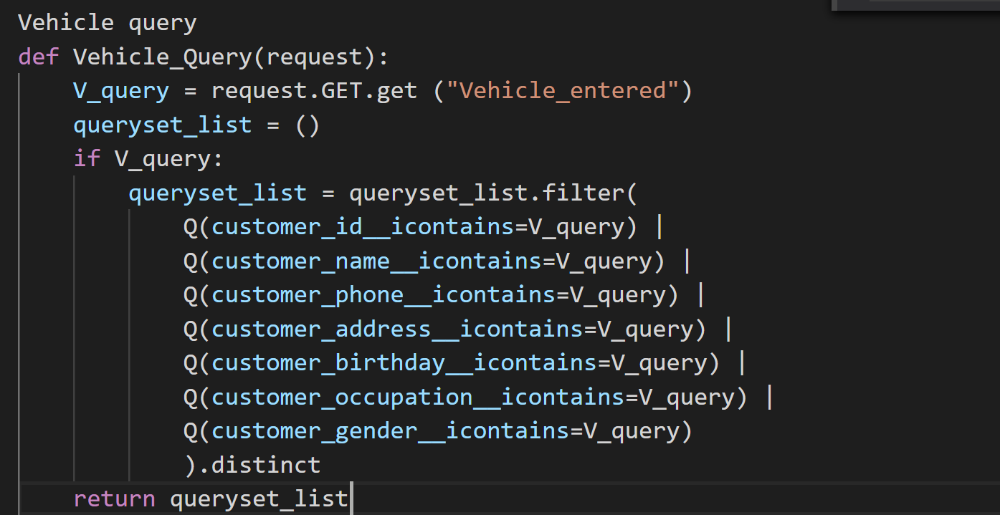 Vehicle query
def Vehicle_Query(request):
    V_query = request.GET.get ("Vehicle_entered")
    queryset_list = ()
    if V_query:
        queryset_list = queryset_list.filter(
            Q(customer_id__icontains=V_query) |
            Q(customer_name__icontains=V_query) |
            Q(customer_phone__icontains=V_query) |
            Q(customer_address__icontains=V_query) |
            Q(customer_birthday__icontains=V_query) |
            Q(customer_occupation__icontains=V_query) |
            Q(customer_gender__icontains=V_query)
            ).distinct
    return queryset_list